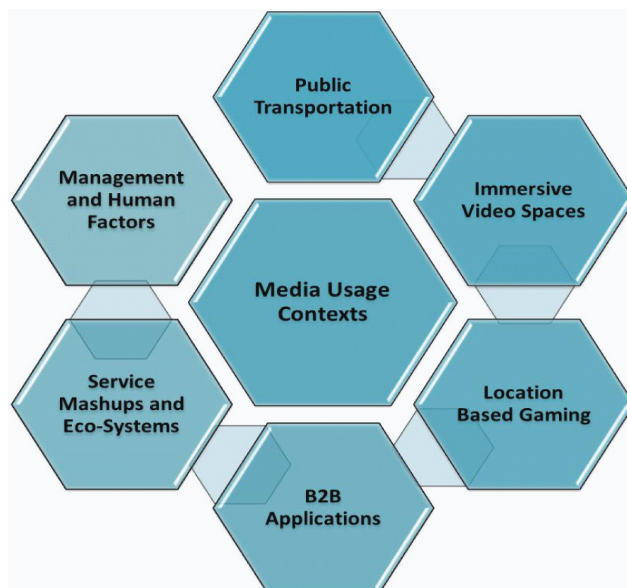 Public
Transportation
Management
and Human
Factors
Immersive
Video Spaces
Media Usage
Contexts
Service
Mashups and
Eco-Systems
Location
Based Gaming
B2B
Applications